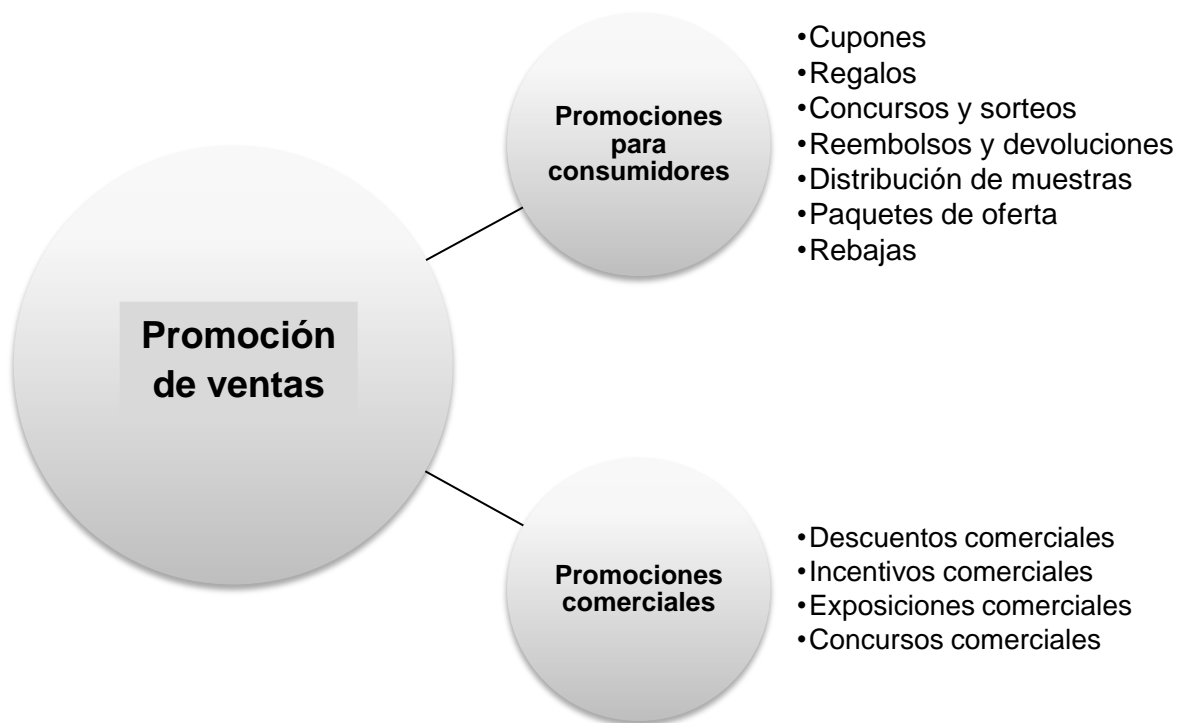 Promoción
de ventas
Promociones
para
consumidores
•Cupones
•Regalos
•Concursos y sorteos
•Reembolsos y devoluciones
•Distribución de muestras
•Paquetes de oferta
•Rebajas
Promociones
comerciales
•Descuentos comerciales
•Incentivos comerciales
•Exposiciones comerciales
•Concursos comerciales